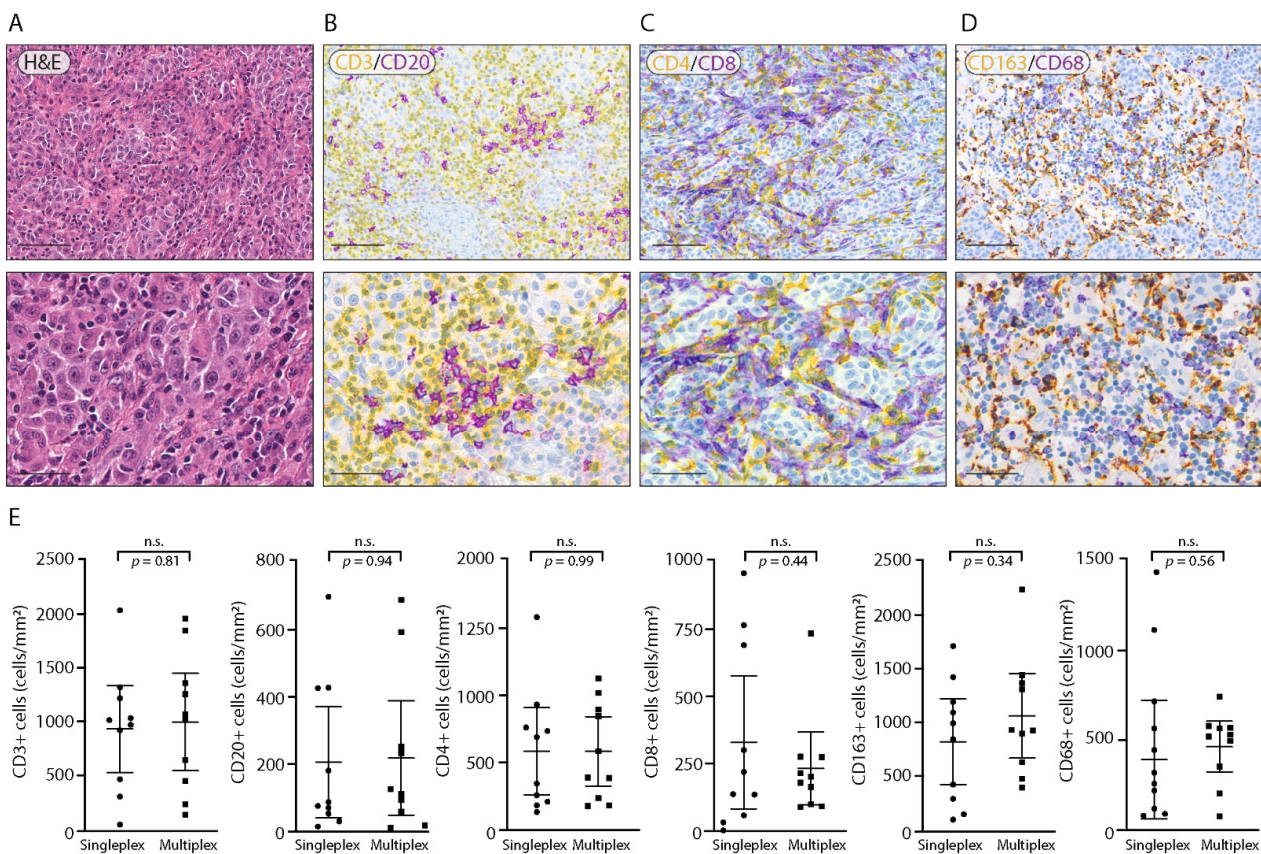 A
B
C
D
H&E
CD3/CD20
CD4/CD8
CD163/CD68
E
n.s.
p = 0.81
CD3+ cells (cells/mm²)
2500
2000
1500
1000
500
0
Singleplex Multiplex
n.s.
p = 0.94
CD20+ cells (cells/mm²)
800
600
400
200
0
Singleplex Multiplex
n.s.
p = 0.99
CD4+ cells (cells/mm²)
2000
1250
1000
500
0
Singleplex Multiplex
n.s.
p = 0.44
CD8+ cells (cells/mm²)
1000
750
500
250
0
Singleplex Multiplex
n.s.
p = 0.34
CD163+ cells (cells/mm²)
2500
2000
1500
1000
500
0
Singleplex Multiplex
n.s.
p = 0.56
CD68+ cells (cells/mm²)
1500
1000
500
0
Singleplex Multiplex